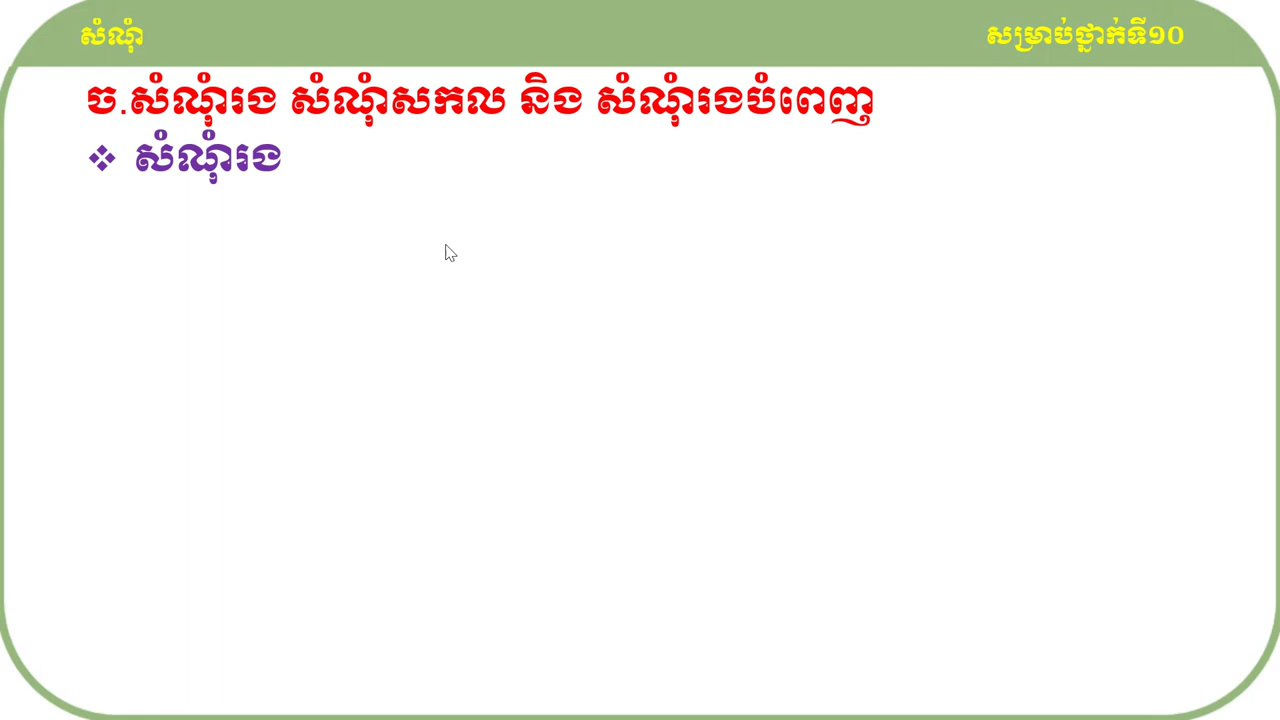 សំណុំ
សម្រាប់ថ្នាក់ទី១០
ច.សំណុំរង សំណុំសកល និង សំណុំរងបំពេញ
❖ សំណុំរង